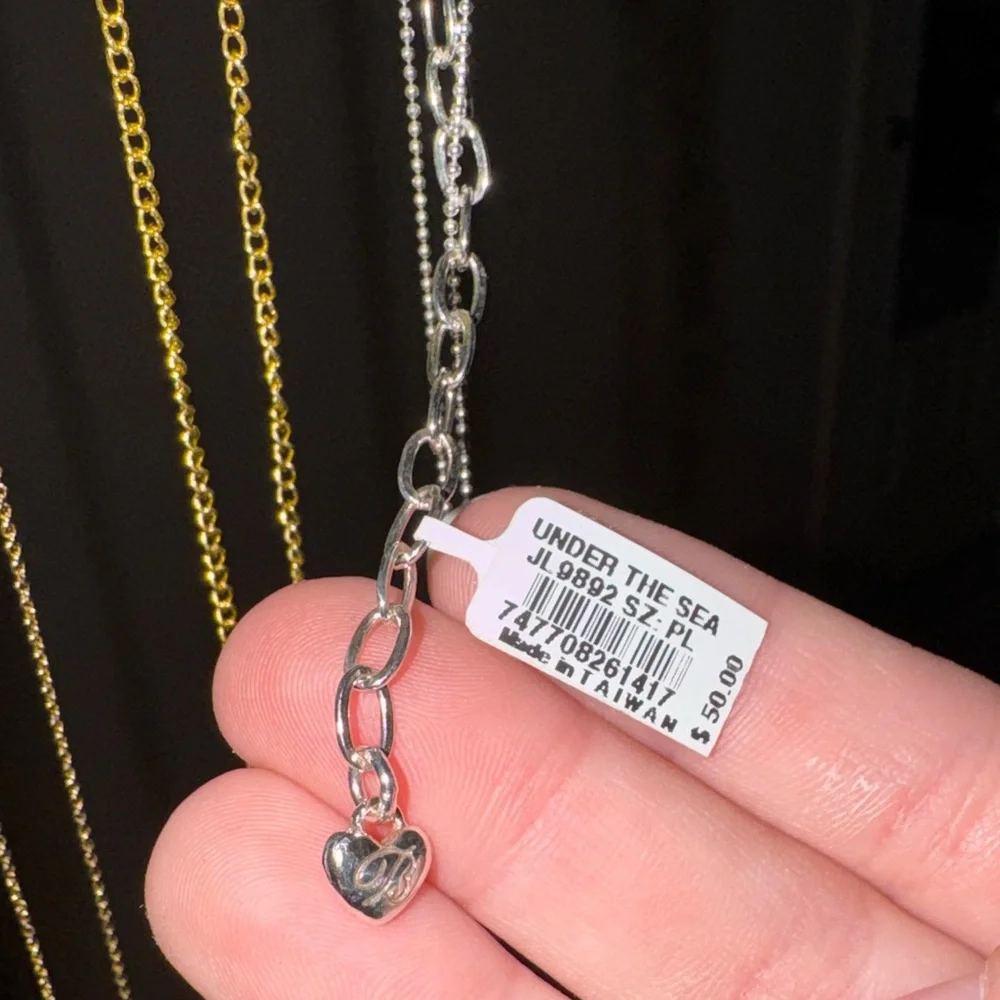 UNDER THE SEA
JL9892 SZ: PL
747708261417
Made in TAIWAN
$ 50.00